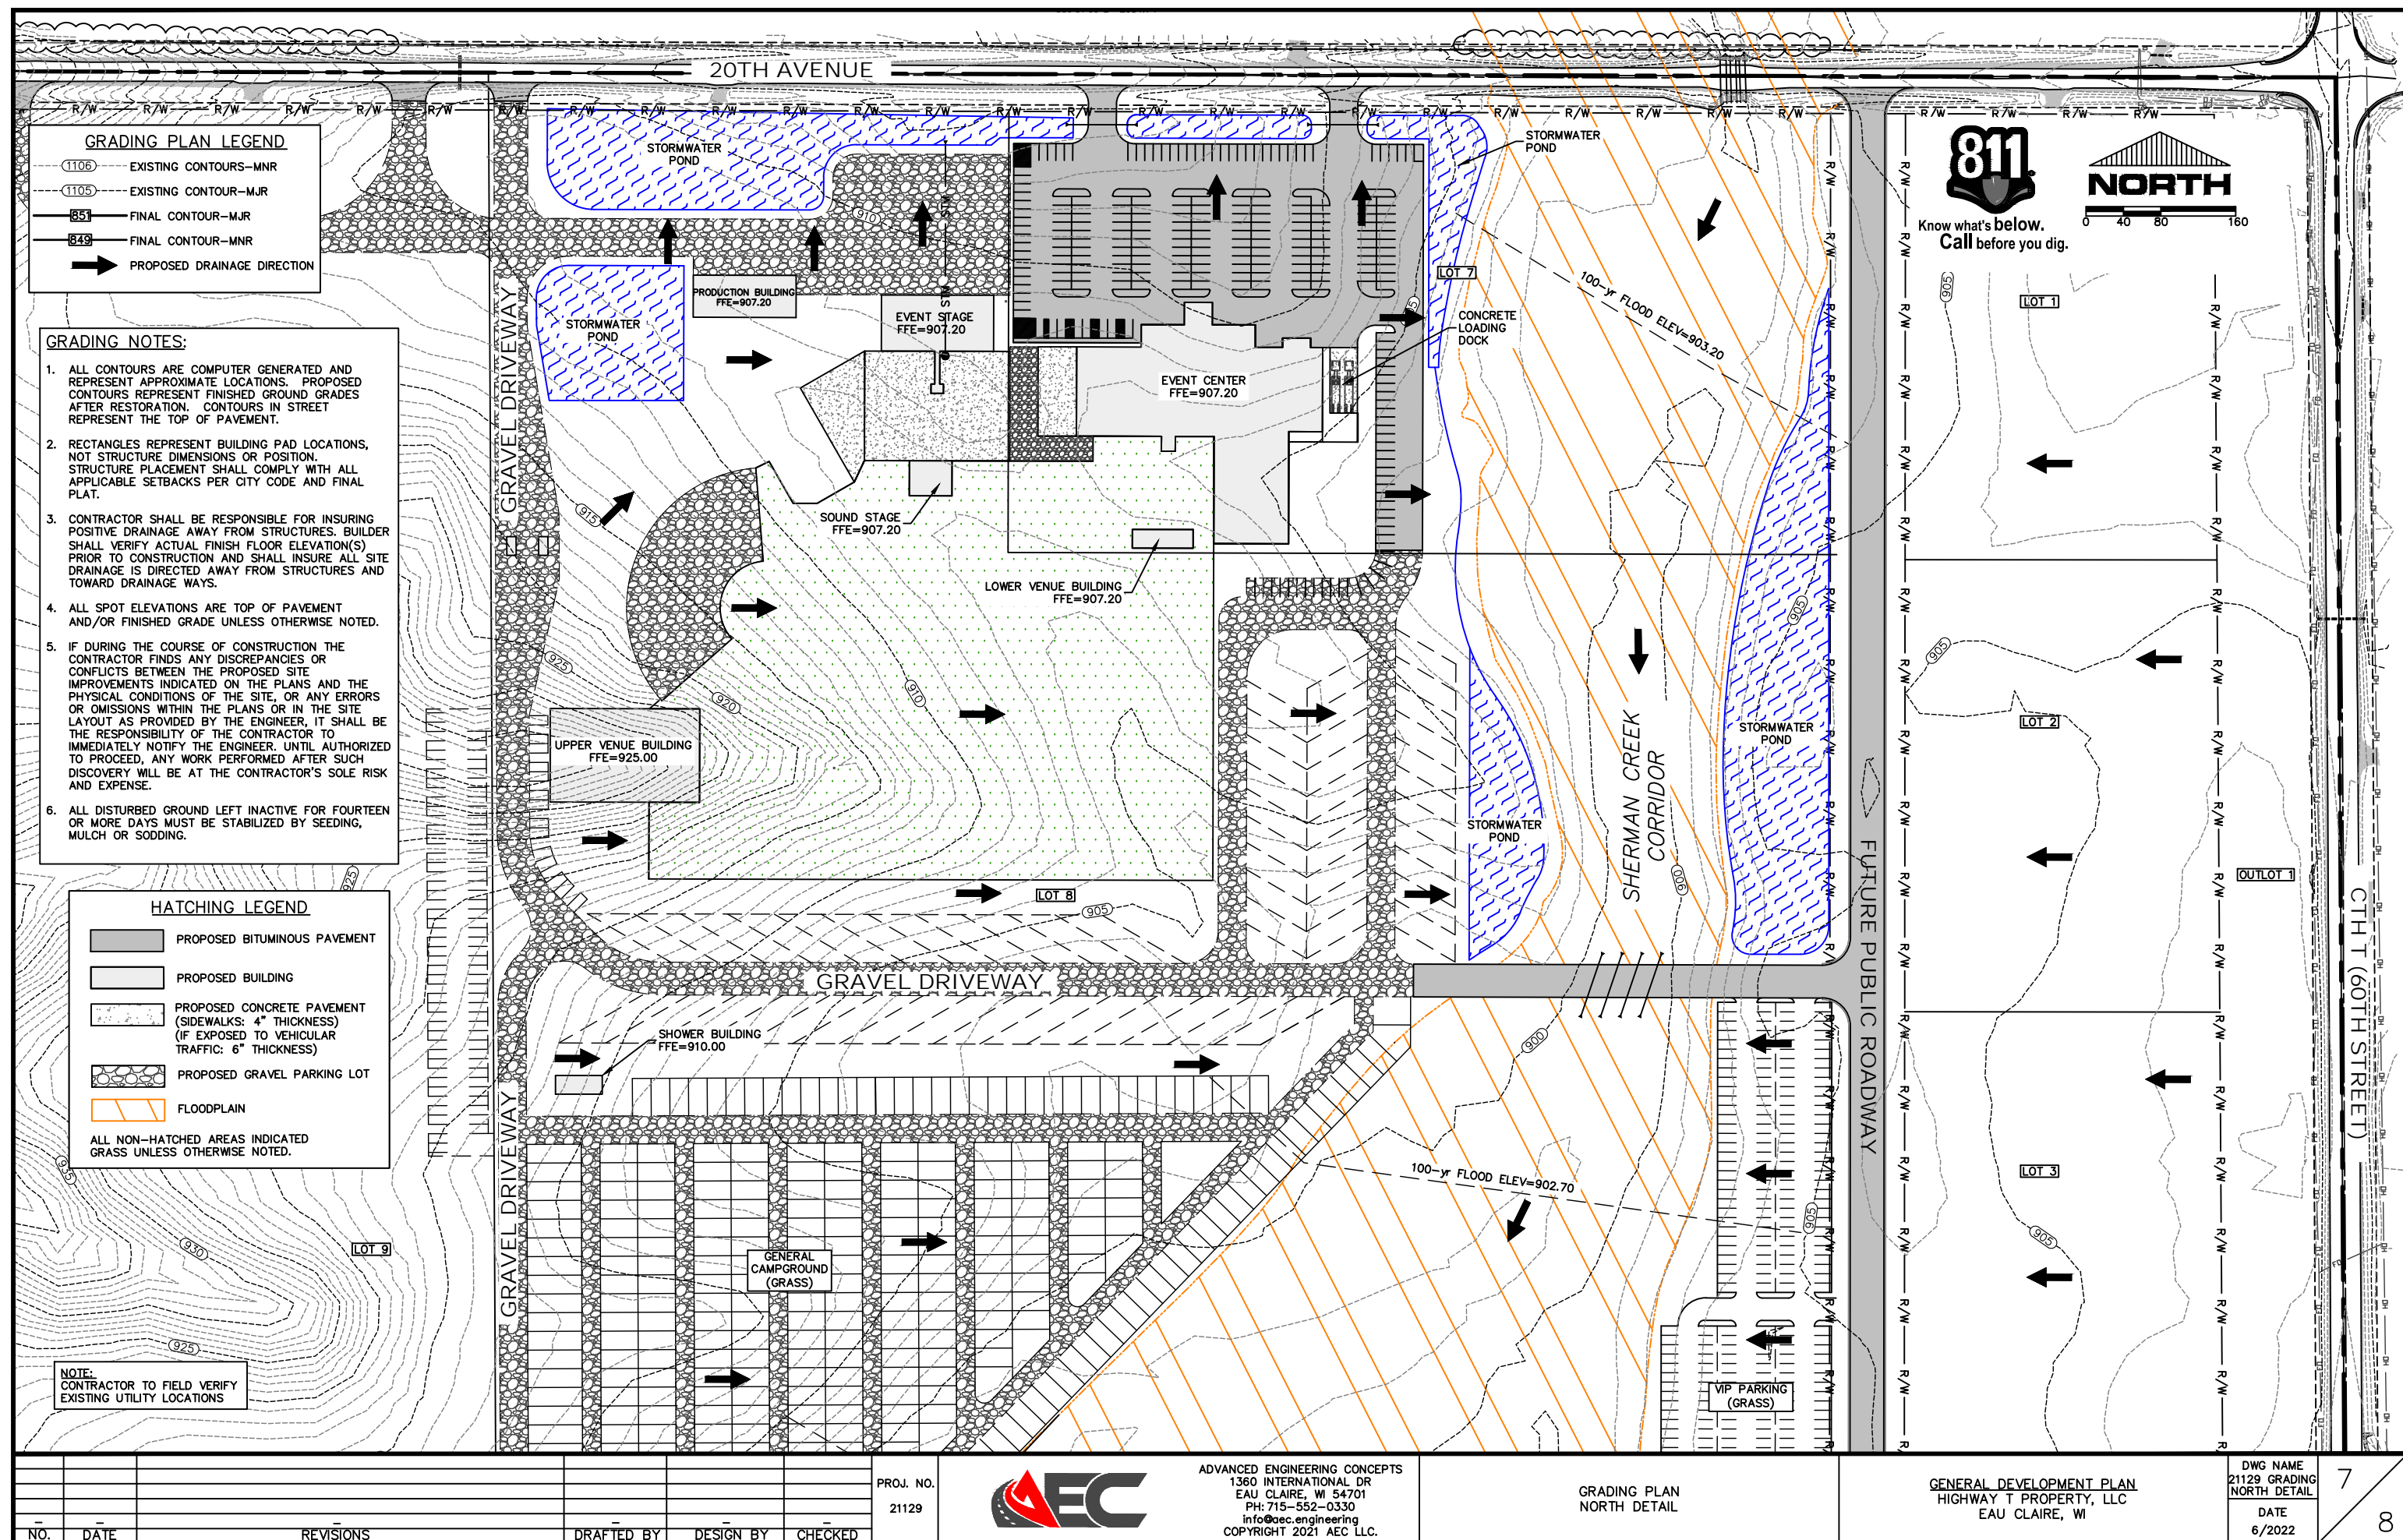 20TH AVENUE
R/W R/W R/W R/W R/W R/W R/W R/W R/W R/W R/W R/W R/W R/W R/W R/W R/W R/W R/W R/W R/W R/W R/W R/W R/W R/W R/W
GRADING PLAN LEGEND
1106 EXISTING CONTOURS-MNR
1105 EXISTING CONTOUR-MJR
851 FINAL CONTOUR-MJR
849 FINAL CONTOUR-MNR
PROPOSED DRAINAGE DIRECTION
GRADING NOTES:
1. ALL CONTOURS ARE COMPUTER GENERATED AND
REPRESENT APPROXIMATE LOCATIONS. PROPOSED
CONTOURS REPRESENT FINISHED GROUND GRADES
AFTER RESTORATION. CONTOURS IN STREET
REPRESENT THE TOP OF PAVEMENT.
2. RECTANGLES REPRESENT BUILDING PAD LOCATIONS,
NOT STRUCTURE DIMENSIONS OR POSITION.
STRUCTURE PLACEMENT SHALL COMPLY WITH ALL
APPLICABLE SETBACKS PER CITY CODE AND FINAL
PLAT.
3. CONTRACTOR SHALL BE RESPONSIBLE FOR INSURING
POSITIVE DRAINAGE AWAY FROM STRUCTURES. BUILDER
SHALL VERIFY ACTUAL FINISH FLOOR ELEVATION(S)
PRIOR TO CONSTRUCTION AND SHALL INSURE ALL SITE
DRAINAGE IS DIRECTED AWAY FROM STRUCTURES AND
TOWARD DRAINAGE WAYS.
4. ALL SPOT ELEVATIONS ARE TOP OF PAVEMENT
AND/OR FINISHED GRADE UNLESS OTHERWISE NOTED.
5. IF DURING THE COURSE OF CONSTRUCTION THE
CONTRACTOR FINDS ANY DISCREPANCIES OR
CONFLICTS BETWEEN THE PROPOSED SITE
IMPROVEMENTS INDICATED ON THE PLANS AND THE
PHYSICAL CONDITIONS OF THE SITE, OR ANY ERRORS
OR OMISSIONS WITHIN THE PLANS OR IN THE SITE
LAYOUT AS PROVIDED BY THE ENGINEER, IT SHALL BE
THE RESPONSIBILITY OF THE CONTRACTOR TO
IMMEDIATELY NOTIFY THE ENGINEER. UNTIL AUTHORIZED
TO PROCEED, ANY WORK PERFORMED AFTER SUCH
DISCOVERY WILL BE AT THE CONTRACTOR'S SOLE RISK
AND EXPENSE.
6. ALL DISTURBED GROUND LEFT INACTIVE FOR FOURTEEN
OR MORE DAYS MUST BE STABILIZED BY SEEDING,
MULCH OR SODDING.
HATCHING LEGEND
PROPOSED BITUMINOUS PAVEMENT
PROPOSED BUILDING
PROPOSED CONCRETE PAVEMENT
(SIDEWALKS: 4" THICKNESS)
(IF EXPOSED TO VEHICULAR
TRAFFIC: 6" THICKNESS)
PROPOSED GRAVEL PARKING LOT
FLOODPLAIN
ALL NON-HATCHED AREAS INDICATED
GRASS UNLESS OTHERWISE NOTED.
925
935
930
925
LOT 9
NOTE:
CONTRACTOR TO FIELD VERIFY
EXISTING UTILITY LOCATIONS
GRAVEL DRIVEWAY
GRAVEL DRIVEWAY
GRAVEL DRIVEWAY
STORMWATER
POND
STORMWATER
POND
910
STM
STM
PRODUCTION BUILDING
FFE=907.20
EVENT STAGE
FFE=907.20
EVENT CENTER
FFE=907.20
SOUND STAGE
FFE=907.20
LOWER VENUE BUILDING
FFE=907.20
UPPER VENUE BUILDING
FFE=925.00
915
925
920
910
LOT 8
905
SHOWER BUILDING
FFE=910.00
GENERAL
CAMPGROUND
(GRASS)
STORMWATER
POND
LOT 7
CONCRETE
LOADING
DOCK
100-yr FLOOD ELEV=903.20
SHERMAN CREEK
CORRIDOR
900
905
STORMWATER
POND
STORMWATER
POND
900
100-yr FLOOD ELEV=902.70
905
VIP PARKING
(GRASS)
FUTURE PUBLIC ROADWAY
811
Know what's below.
Call before you dig.
NORTH
0 40 80 160
905
LOT 1
905
LOT 2
OUTLOT 1
LOT 3
905
CTH T (60TH STREET)
NO. DATE REVISIONS DRAFTED BY DESIGN BY CHECKED
PROJ. NO.
21129
AEC
ADVANCED ENGINEERING CONCEPTS
1360 INTERNATIONAL DR
EAU CLAIRE, WI 54701
PH: 715-552-0330
info@aec.engineering
COPYRIGHT 2021 AEC LLC.
GRADING PLAN
NORTH DETAIL
GENERAL DEVELOPMENT PLAN
HIGHWAY T PROPERTY, LLC
EAU CLAIRE, WI
DWG NAME
21129 GRADING
NORTH DETAIL
DATE
6/2022
7
8